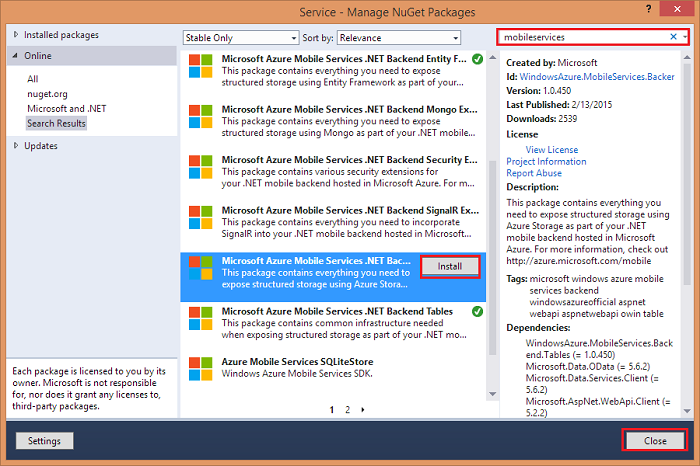 Service - Manage NuGet Packages
?
Installed packages
Online
All
nuget.org
Microsoft and .NET
Search Results
Updates
Each package is licensed to you by its
owner. Microsoft is not responsible
for, nor does it grant any licenses to,
third-party packages.
Stable Only
Sort by: Relevance
Microsoft Azure Mobile Services .NET Backend Entity F...
This package contains everything you need to expose
structured storage using Entity Framework as part of your...
Microsoft Azure Mobile Services .NET Backend Mongo Ex...
This package contains everything you need to expose
structured storage using Mongo as part of your .NET mobile...
Microsoft Azure Mobile Services .NET Backend Security E...
This package contains various security extensions for
your .NET mobile backend hosted in Microsoft Azure. For m...
Microsoft Azure Mobile Services .NET Backend SignalR Ex...
This package contains everything you need to incorporate
SignalR into your .NET mobile backend hosted in Microsoft...
Microsoft Azure Mobile Services .NET Bac...
This package contains everything you need to
expose structured storage using Azure Stora...
Install
Microsoft Azure Mobile Services .NET Backend Tables
This package contains common infrastructure needed
when exposing structured storage as part of your .NET mo...
Azure Mobile Services SQLiteStore
Windows Azure Mobile Services SDK.
1 2
mobileservices
Created by: Microsoft
Id: WindowsAzure.MobileServices.Backer
Version: 1.0.450
Last Published: 2/13/2015
Downloads: 2539
License
View License
Project Information
Report Abuse
Description:
This package contains everything you
need to expose structured storage using
Azure Storage as part of your .NET
mobile backend hosted in Microsoft
Azure. For more information, check out
http://azure.microsoft.com/mobile
Tags: microsoft windows azure mobile
services backend
windowsazureofficial aspnet
webapi aspnetwebapi owin table
Dependencies:
WindowsAzure.MobileServices.Back
end.Tables (= 1.0.450)
Microsoft.Data.OData (= 5.6.2)
Microsoft.Data.Services.Client (=
5.6.2)
Microsoft.AspNet.WebApi.Client (=
5.2.2)
Settings
Close